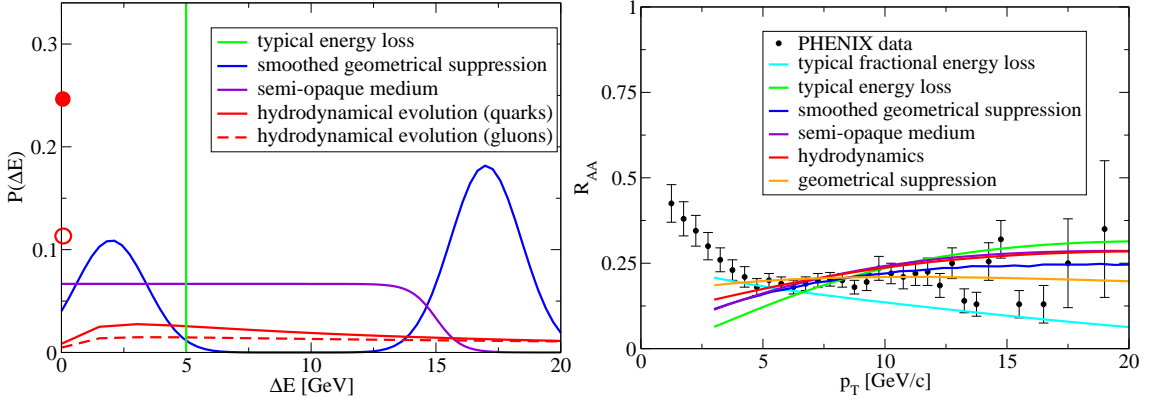 0.3
0.2
0.1
0
P(ΔE)
0
5
10
15
20
ΔE [GeV]
typical energy loss
smoothed geometrical suppression
semi-opaque medium
hydrodynamical evolution (quarks)
hydrodynamical evolution (gluons)
1
0.75
0.5
0.25
0
R_AA
0
5
10
15
20
p_T [GeV/c]
PHENIX data
typical fractional energy loss
typical energy loss
smoothed geometrical suppression
semi-opaque medium
hydrodynamics
geometrical suppression